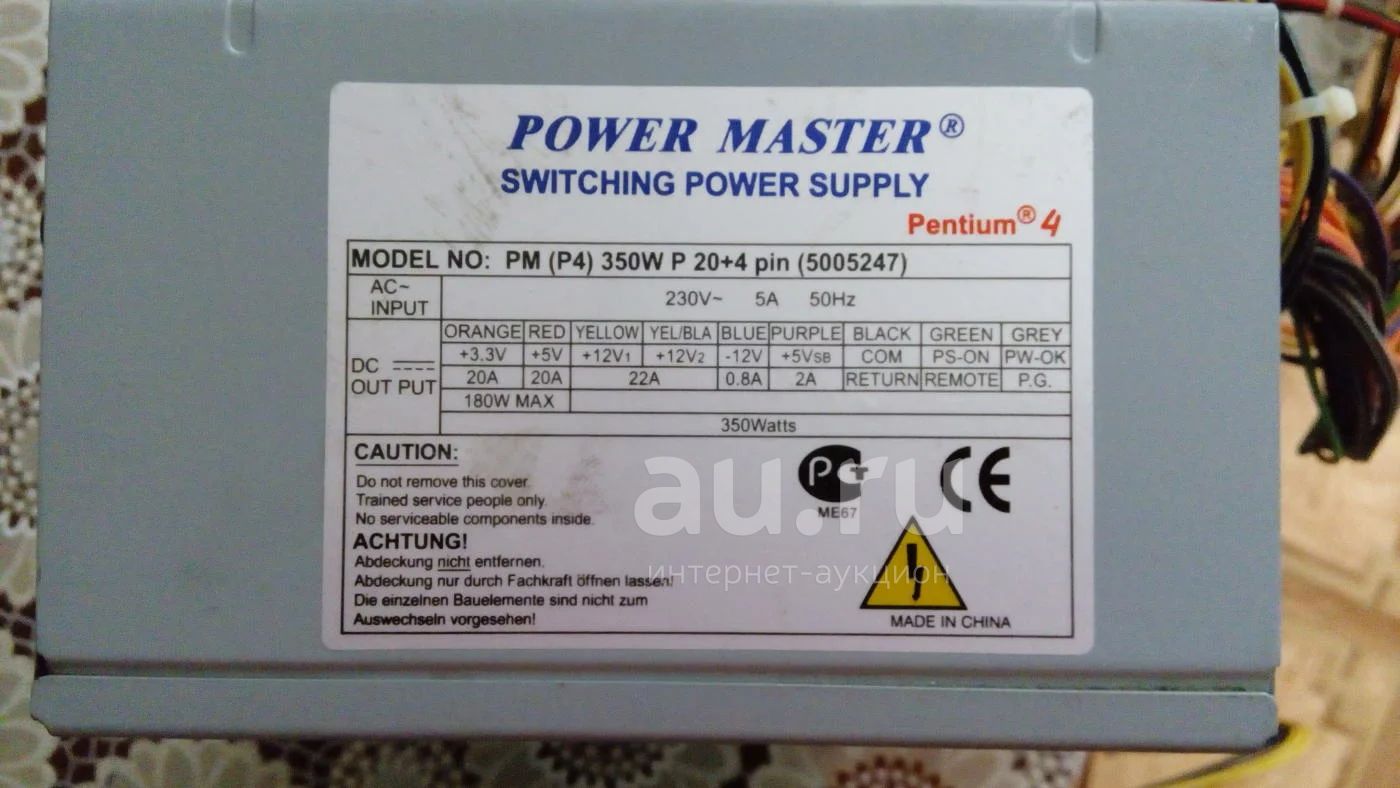 POWER MASTER®
SWITCHING POWER SUPPLY
Pentium® 4
MODEL NO: PM (P4) 350W P 20+4 pin (5005247)
AC~ INPUT 230V~ 5A 50Hz
DC OUT PUT
ORANGE RED YELLOW YEL/BLA BLUE PURPLE BLACK GREEN GREY
+3.3V +5V +12V1 +12V2 -12V +5VSB COM PS-ON PW-OK
20A 20A 22A 0.8A 2A RETURN REMOTE P.G.
180W MAX
350Watts
CAUTION:
Do not remove this cover.
Trained service people only.
No serviceable components inside.
ACHTUNG!
Abdeckung nicht entfernen.
Abdeckung nur durch Fachkraft öffnen lassen!
Die einzelnen Bauelemente sind nicht zum
Auswechseln vorgesehen!
РСТ
ME67
CE
MADE IN CHINA
au.ru
интернет-аукцион